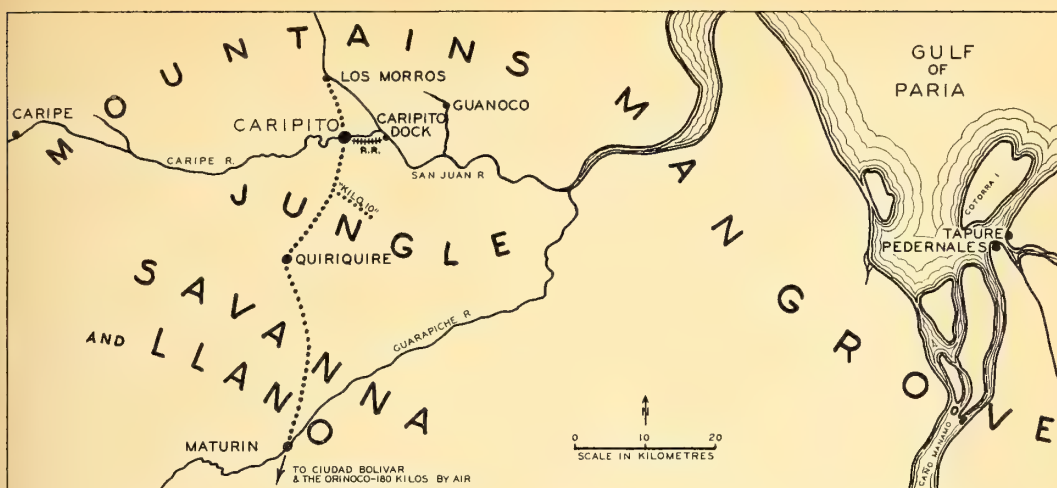 MOUNTAINS
GULF
OF
PARIA
LOS MORROS
GUANOCO
CARIPE
CARIPITO
CARIPITO
DOCK
R.R.
CARIPE R.
SAN JUAN R
MANGROVE
COTORRA I
"KILO 10"
JUNGLE
TAPURE
PEDERNALES
QUIRIQUIRE
SAVANNA
AND LLANO
GUARAPICHE R
N
0 10 20
SCALE IN KILOMETRES
MATURIN
CAÑO MANAMO
TO CIUDAD BOLIVAR
& THE ORINOCO-180 KILOS BY AIR